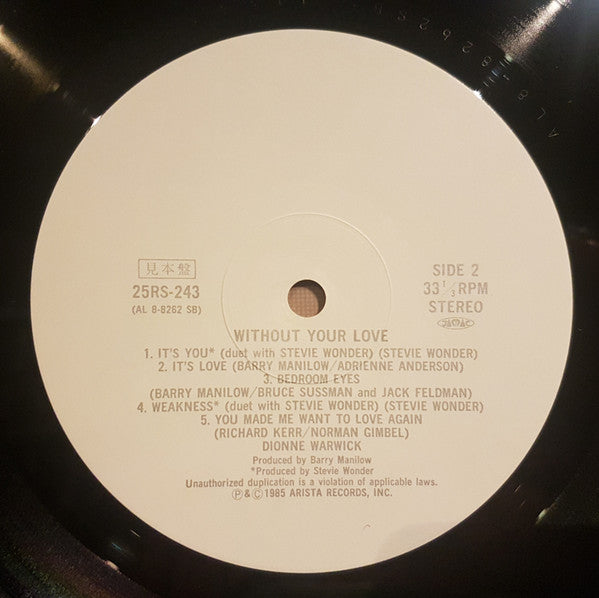 見本盤
25RS-243
(AL 8-8262 SB)
SIDE 2
33 1/3 RPM
STEREO
WITHOUT YOUR LOVE
1. IT'S YOU* (duet with STEVIE WONDER) (STEVIE WONDER)
2. IT'S LOVE (BARRY MANILOW/ADRIENNE ANDERSON)
3. BEDROOM EYES
(BARRY MANILOW/BRUCE SUSSMAN and JACK FELDMAN)
4. WEAKNESS* (duet with STEVIE WONDER) (STEVIE WONDER)
5. YOU MADE ME WANT TO LOVE AGAIN
(RICHARD KERR/NORMAN GIMBEL)
DIONNE WARWICK
Produced by Barry Manilow
*Produced by Stevie Wonder
Unauthorized duplication is a violation of applicable laws.
Ⓟ&©1985 ARISTA RECORDS, INC.